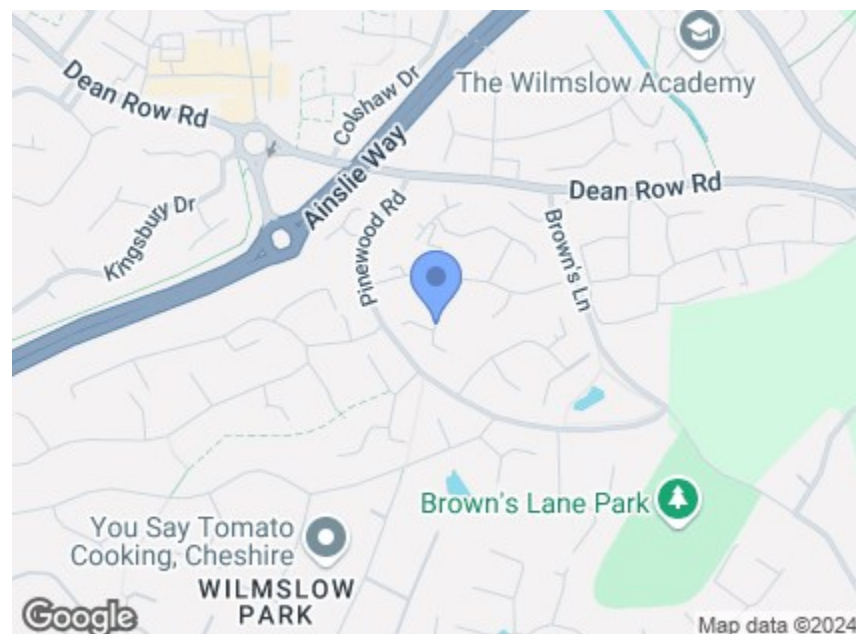 The Wilmslow Academy
Dean Row Rd
Colshaw Dr
Ainslie Way
Dean Row Rd
Kingsbury Dr
Pinewood Rd
Brown's Ln
Brown's Lane Park
You Say Tomato
Cooking, Cheshire
WILMSLOW
PARK
Google
Map data ©2024